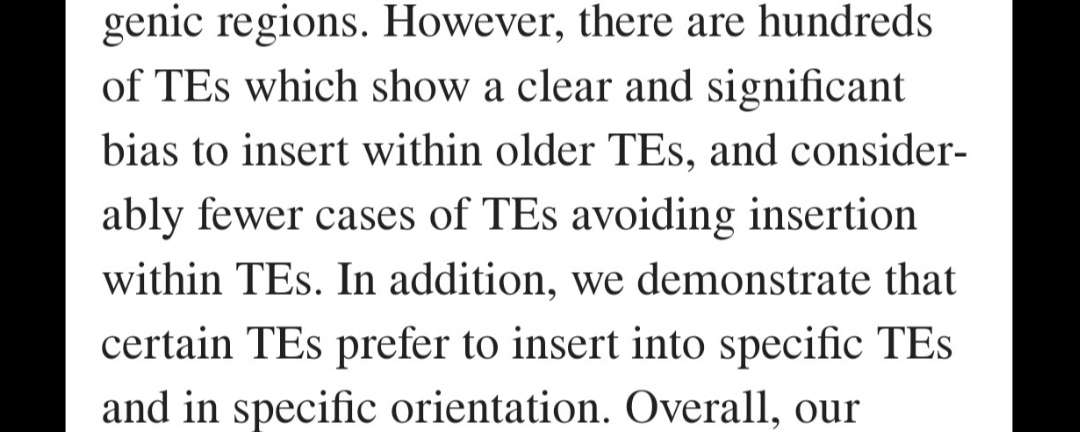 genic regions. However, there are hundreds
of TEs which show a clear and significant
bias to insert within older TEs, and consider-
ably fewer cases of TEs avoiding insertion
within TEs. In addition, we demonstrate that
certain TEs prefer to insert into specific TEs
and in specific orientation. Overall, our